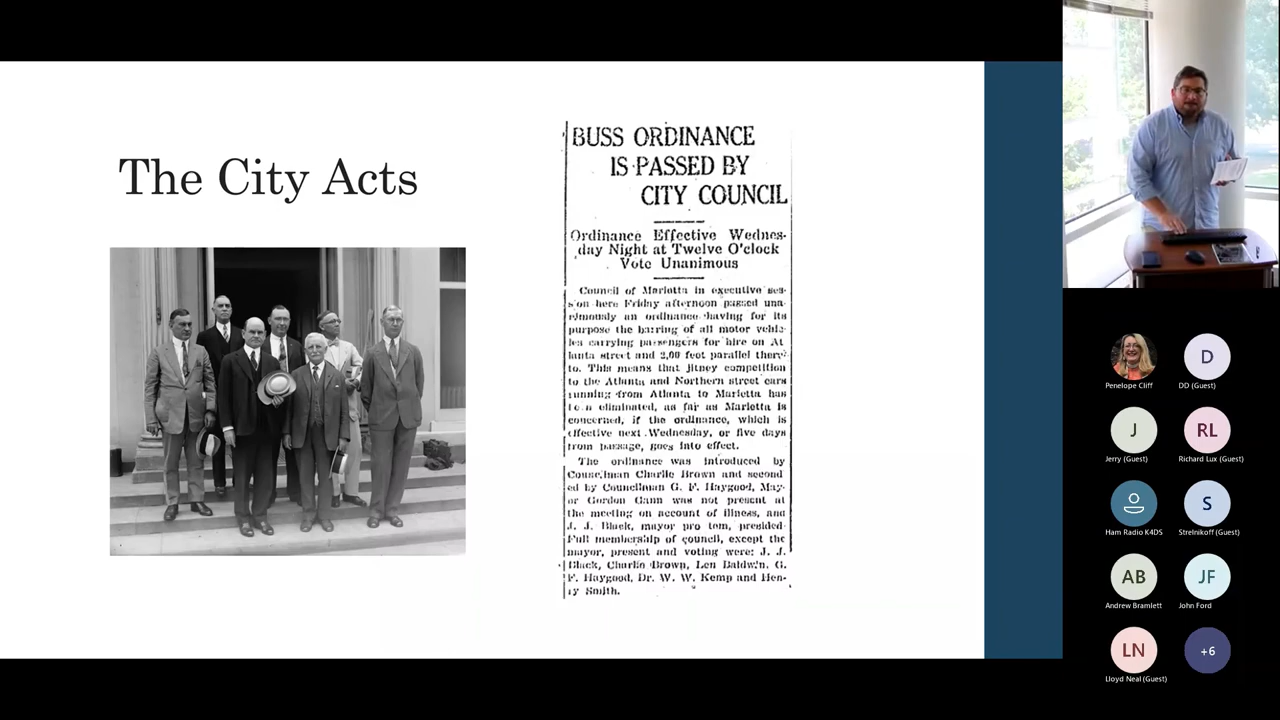 The City Acts
BUSS ORDINANCE
IS PASSED BY
CITY COUNCIL
Ordinance Effective Wednes-
day Night at Twelve O'clock
Vote Unanimous
Council of Marietta in executive ses-
sion here Friday afternoon passed una-
nimously an ordinance having for its
purpose the barring of all motor vehic-
les carrying passengers for hire on At
lanta street and 2,00 feet parallel there-
to. This means that jitney competition
to the Atlanta and Northern street cars
running from Atlanta to Marietta has
been eliminated, as far as Marietta is
concerned, if the ordinance, which is
effective next Wednesday, or five days
from passage, goes into effect.
The ordinance was introduced by
Councilman Charlie Brown and second
ed by Councilman G. F. Haygood, May-
or Gordon Gann was not present at
the meeting on account of illness, and
J. J. Black, mayor pro tem, presided
Full membership of council, except the
mayor, present and voting were: J. J.
Black, Charlie Brown, Len Baldwin, G.
F. Haygood, Dr. W. W. Kemp and Hen-
ry Smith.
Penelope Cliff
D
DD (Guest)
J
Jerry (Guest)
RL
Richard Lux (Guest)
Ham Radio K4DS
S
Strelnikoff (Guest)
AB
Andrew Bramlett
JF
John Ford
LN
Lloyd Neal (Guest)
+6